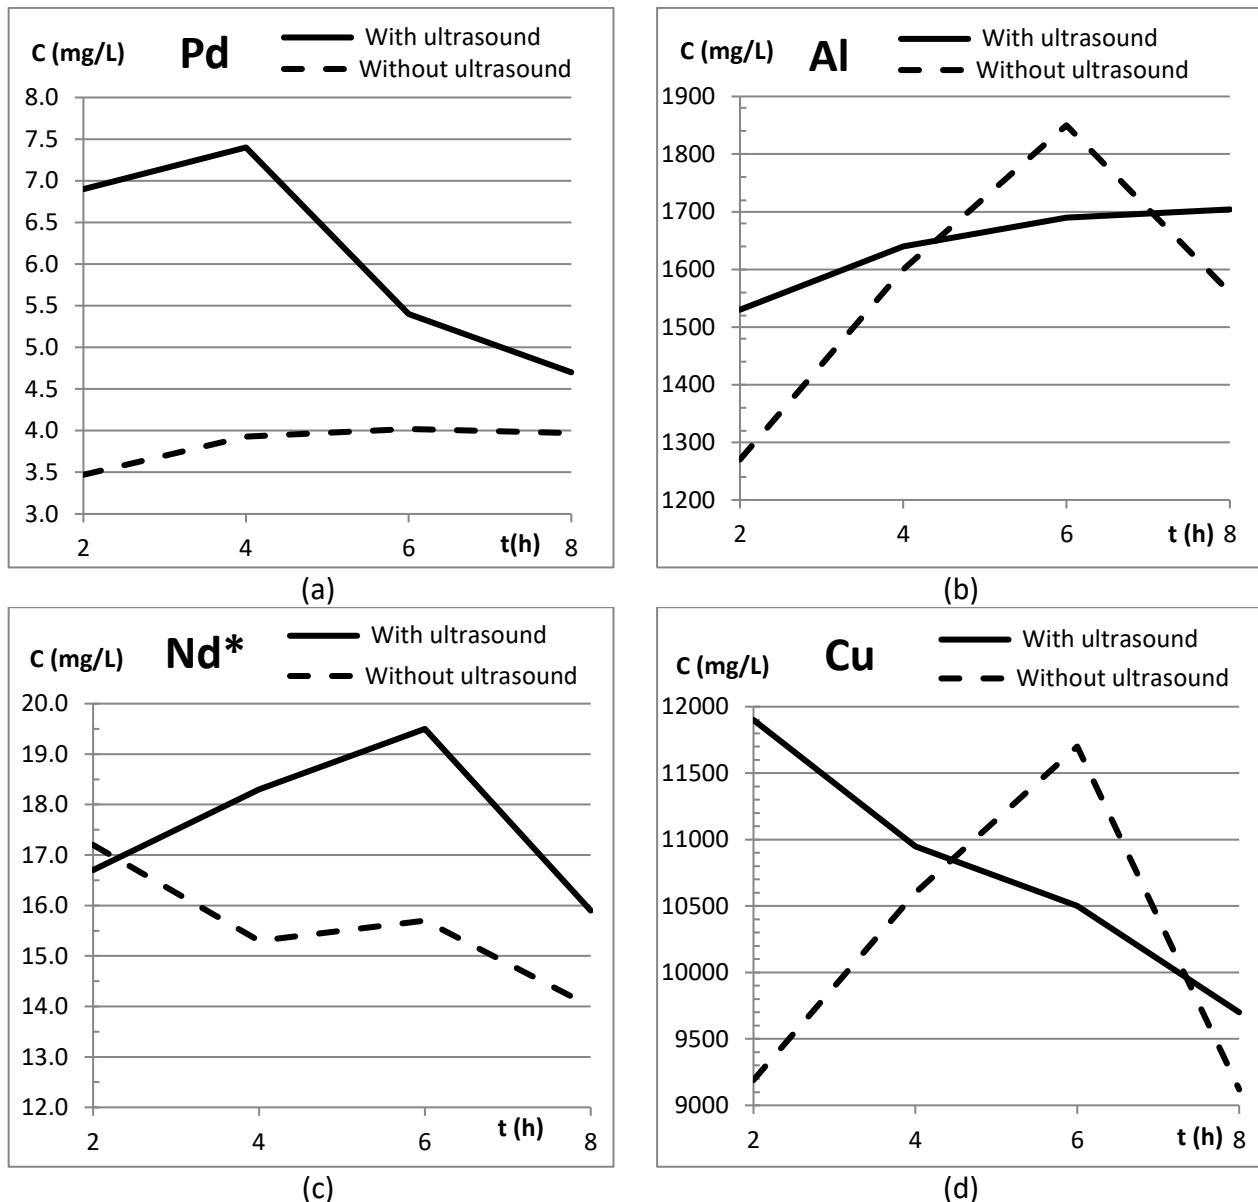 C (mg/L) Pd With ultrasound
Without ultrasound
8.0
7.5
7.0
6.5
6.0
5.5
5.0
4.5
4.0
3.5
3.0
2 4 6 t(h) 8
(a)
C (mg/L) Al With ultrasound
Without ultrasound
1900
1800
1700
1600
1500
1400
1300
1200
2 4 6 t (h) 8
(b)
C (mg/L) Nd* With ultrasound
Without ultrasound
20.0
19.0
18.0
17.0
16.0
15.0
14.0
13.0
12.0
2 4 6 t (h) 8
(c)
C (mg/L) Cu With ultrasound
Without ultrasound
12000
11500
11000
10500
10000
9500
9000
2 4 6 t (h) 8
(d)